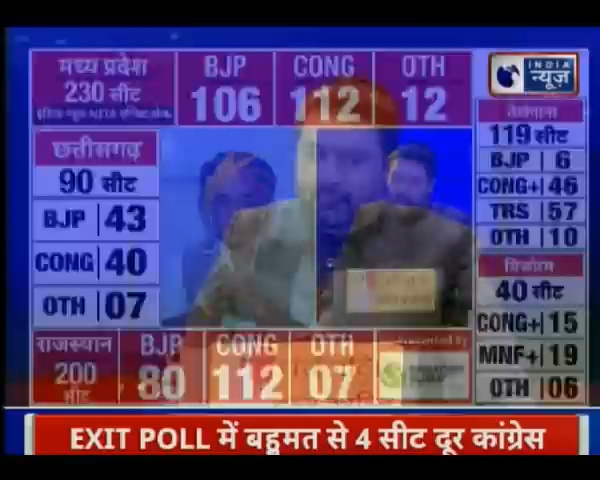 मध्य प्रदेश
230 सीट
BJP
106
CONG
112
OTH
12
INDIA
न्यूज़
छत्तीसगढ़
90 सीट
BJP 43
CONG 40
OTH 07
तेलंगाना
119 सीट
BJP 6
CONG+ 46
TRS 57
OTH 10
मिजोरम
40 सीट
CONG+ 15
MNF+ 19
OTH 06
राजस्थान
200
सीट
BJP
80
CONG
112
OTH
07
EXIT POLL में बहुमत से 4 सीट दूर कांग्रेस